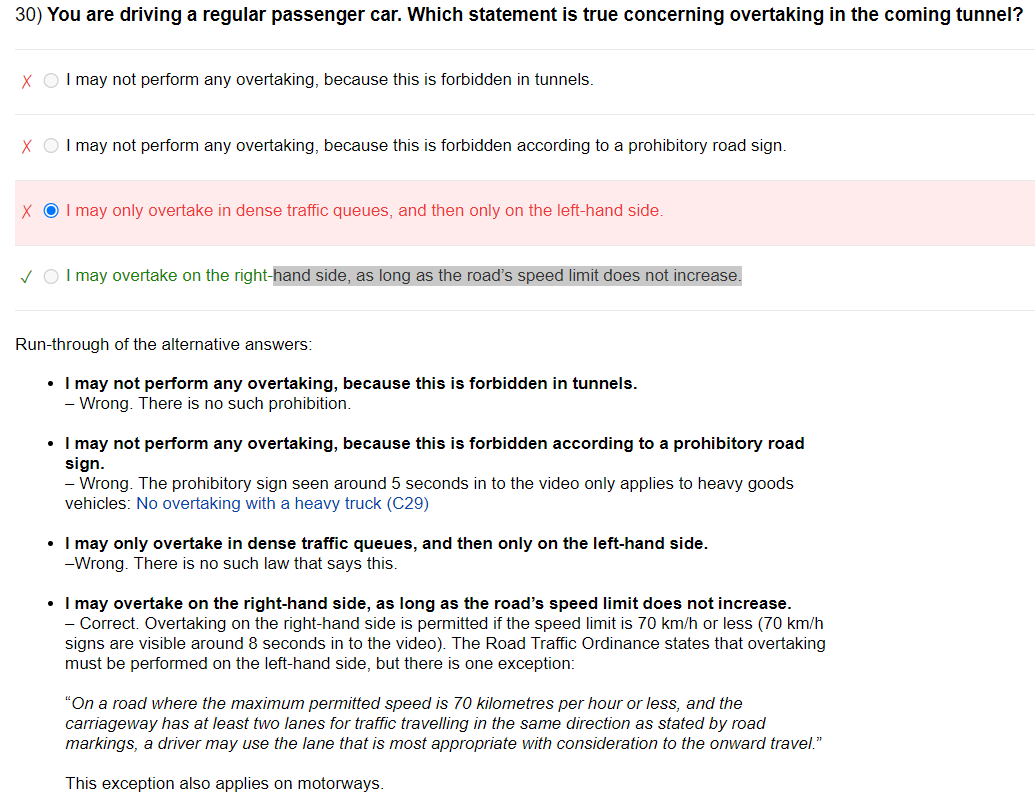 30) You are driving a regular passenger car. Which statement is true concerning overtaking in the coming tunnel?
✗ I may not perform any overtaking, because this is forbidden in tunnels.
✗ I may not perform any overtaking, because this is forbidden according to a prohibitory road sign.
✗ I may only overtake in dense traffic queues, and then only on the left-hand side.
✓ I may overtake on the right-hand side, as long as the road’s speed limit does not increase.
Run-through of the alternative answers:
• I may not perform any overtaking, because this is forbidden in tunnels.
– Wrong. There is no such prohibition.
• I may not perform any overtaking, because this is forbidden according to a prohibitory road
sign.
– Wrong. The prohibitory sign seen around 5 seconds in to the video only applies to heavy goods
vehicles: No overtaking with a heavy truck (C29)
• I may only overtake in dense traffic queues, and then only on the left-hand side.
–Wrong. There is no such law that says this.
• I may overtake on the right-hand side, as long as the road’s speed limit does not increase.
– Correct. Overtaking on the right-hand side is permitted if the speed limit is 70 km/h or less (70 km/h
signs are visible around 8 seconds in to the video). The Road Traffic Ordinance states that overtaking
must be performed on the left-hand side, but there is one exception:
“On a road where the maximum permitted speed is 70 kilometres per hour or less, and the
carriageway has at least two lanes for traffic travelling in the same direction as stated by road
markings, a driver may use the lane that is most appropriate with consideration to the onward travel.”
This exception also applies on motorways.